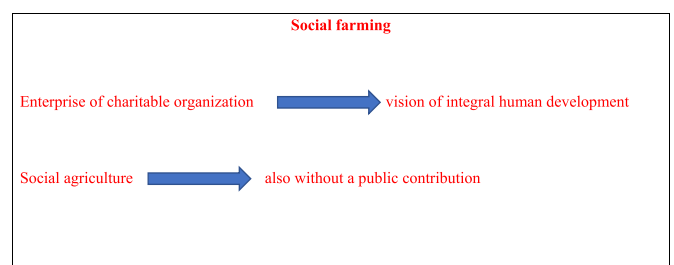 Social farming
Enterprise of charitable organization vision of integral human development
Social agriculture also without a public contribution